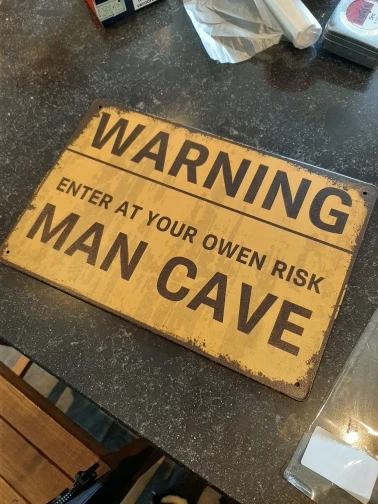 WARNING
ENTER AT YOUR OWEN RISK
MAN CAVE